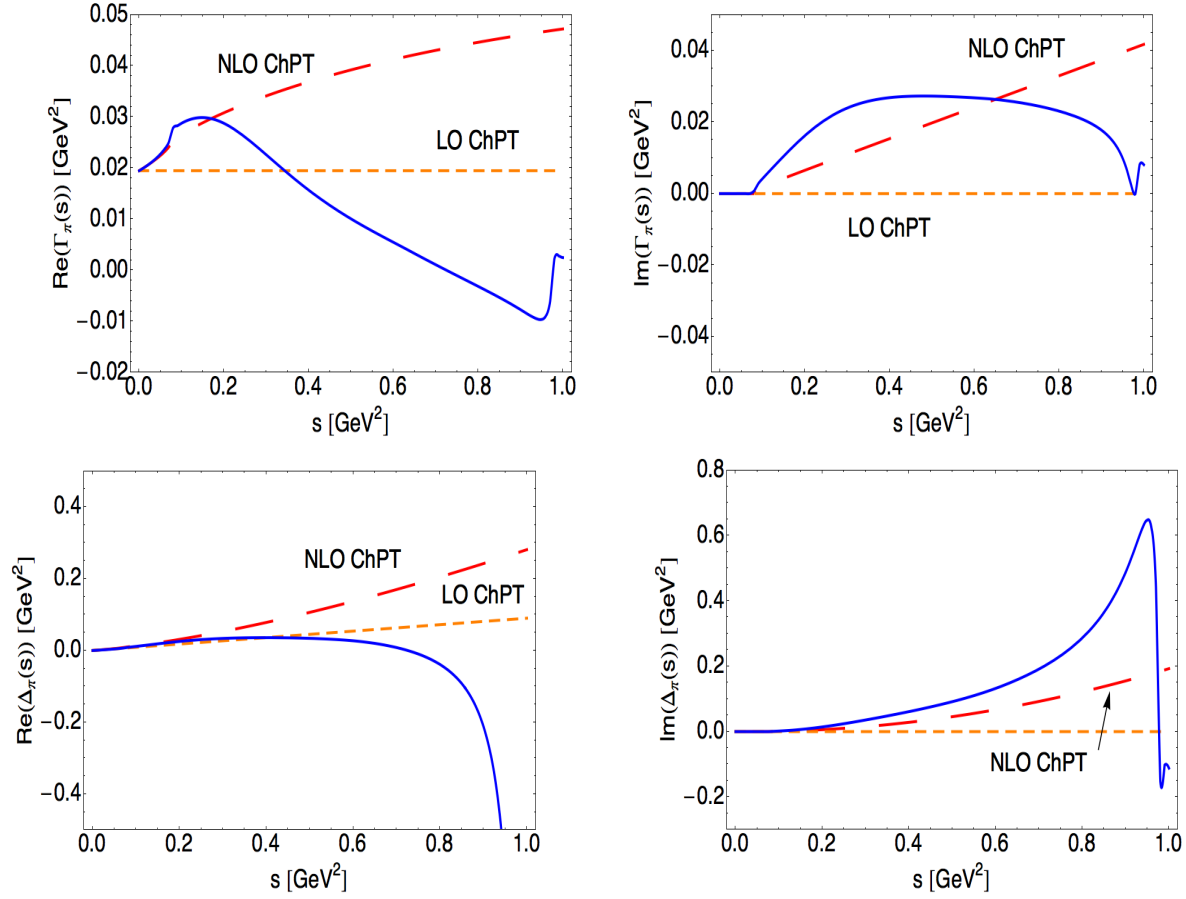 0.05
0.04
0.03
0.02
0.01
0.00
−0.01
−0.02
Re(Γπ(s)) [GeV²]
NLO ChPT
LO ChPT
0.0 0.2 0.4 0.6 0.8 1.0
s [GeV²]
0.04
0.02
0.00
−0.02
−0.04
Im(Γπ(s)) [GeV²]
NLO ChPT
LO ChPT
0.0 0.2 0.4 0.6 0.8 1.0
s [GeV²]
0.4
0.2
0.0
−0.2
−0.4
Re(Δπ(s)) [GeV²]
NLO ChPT
LO ChPT
0.0 0.2 0.4 0.6 0.8 1.0
s [GeV²]
0.8
0.6
0.4
0.2
0.0
−0.2
Im(Δπ(s)) [GeV²]
NLO ChPT
0.0 0.2 0.4 0.6 0.8 1.0
s [GeV²]